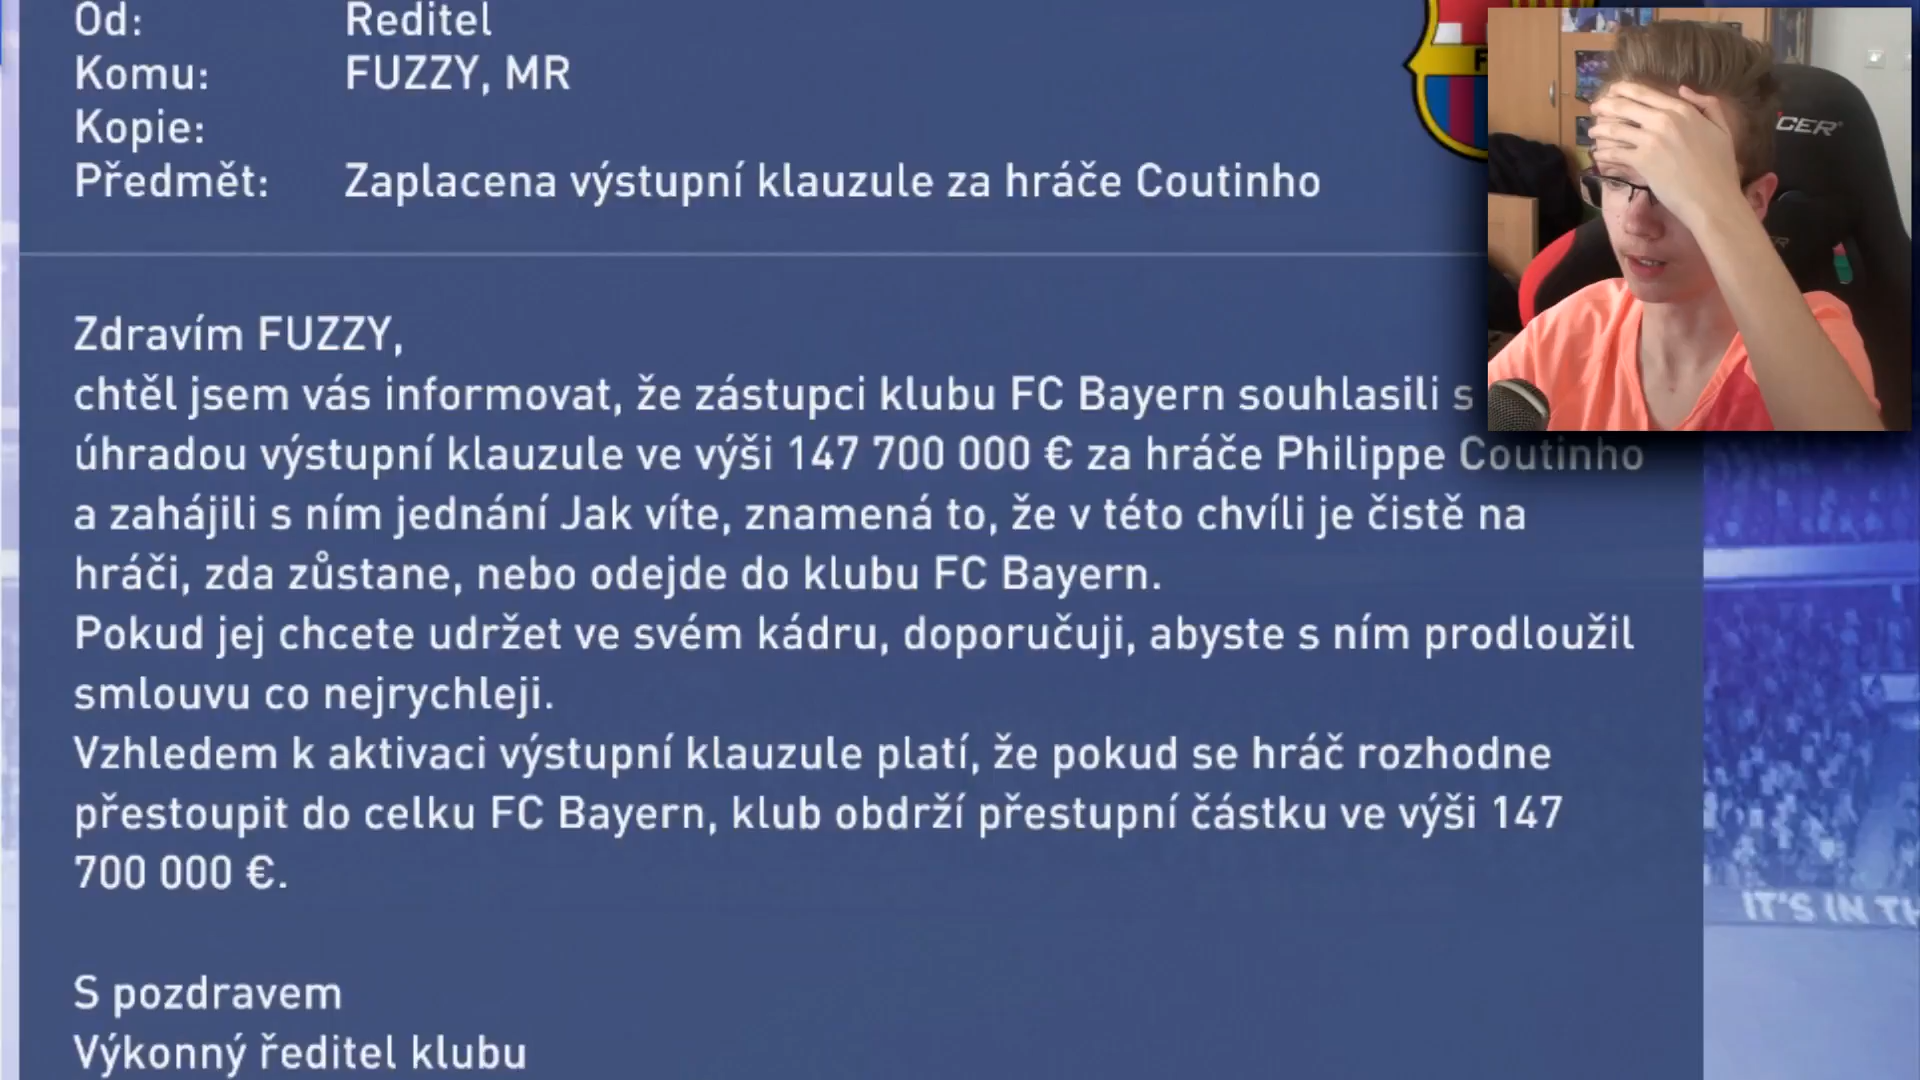 Od: Reditel
Komu: FUZZY, MR
Kopie:
Předmět: Zaplacena výstupní klauzule za hráče Coutinho
Zdravím FUZZY,
chtěl jsem vás informovat, že zástupci klubu FC Bayern souhlasili s
úhradou výstupní klauzule ve výši 147 700 000 € za hráče Philippe Coutinho
a zahájili s ním jednání Jak víte, znamená to, že v této chvíli je čistě na
hráči, zda zůstane, nebo odejde do klubu FC Bayern.
Pokud jej chcete udržet ve svém kádru, doporučuji, abyste s ním prodloužil
smlouvu co nejrychleji.
Vzhledem k aktivaci výstupní klauzule platí, že pokud se hráč rozhodne
přestoupit do celku FC Bayern, klub obdrží přestupní částku ve výši 147
700 000 €.
S pozdravem
Výkonný ředitel klubu
CER
IT'S IN TH